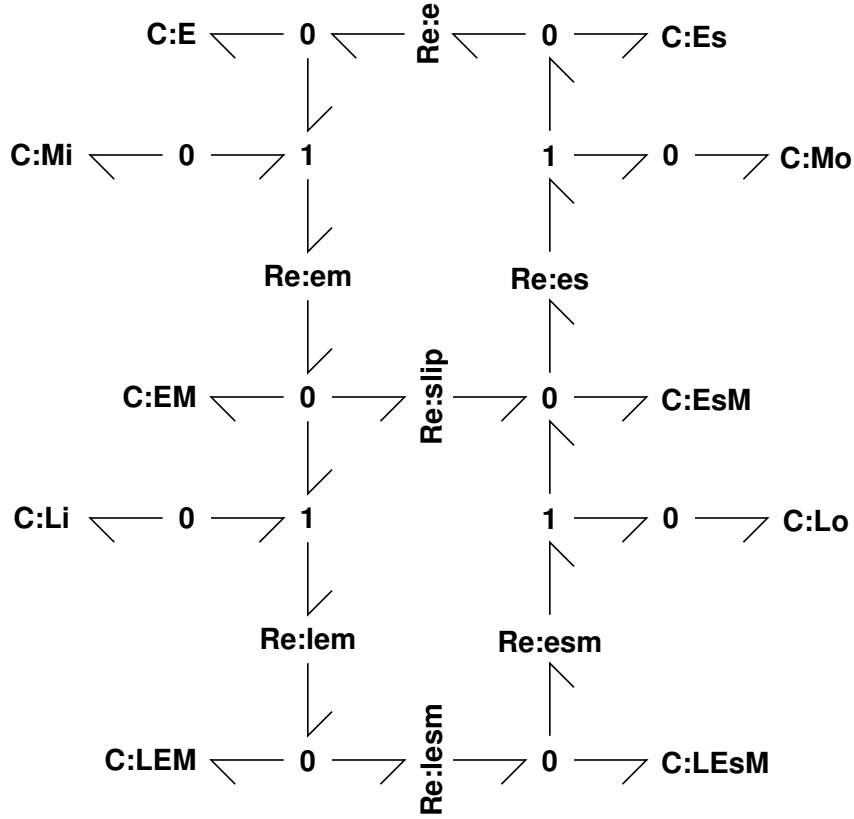 C:E 0 Re:e 0 C:Es
C:Mi 0 1 1 0 C:Mo
Re:em Re:es
C:EM 0 Re:slip 0 C:EsM
C:Li 0 1 1 0 C:Lo
Re:lem Re:esm
C:LEM 0 Re:lesm 0 C:LEsM